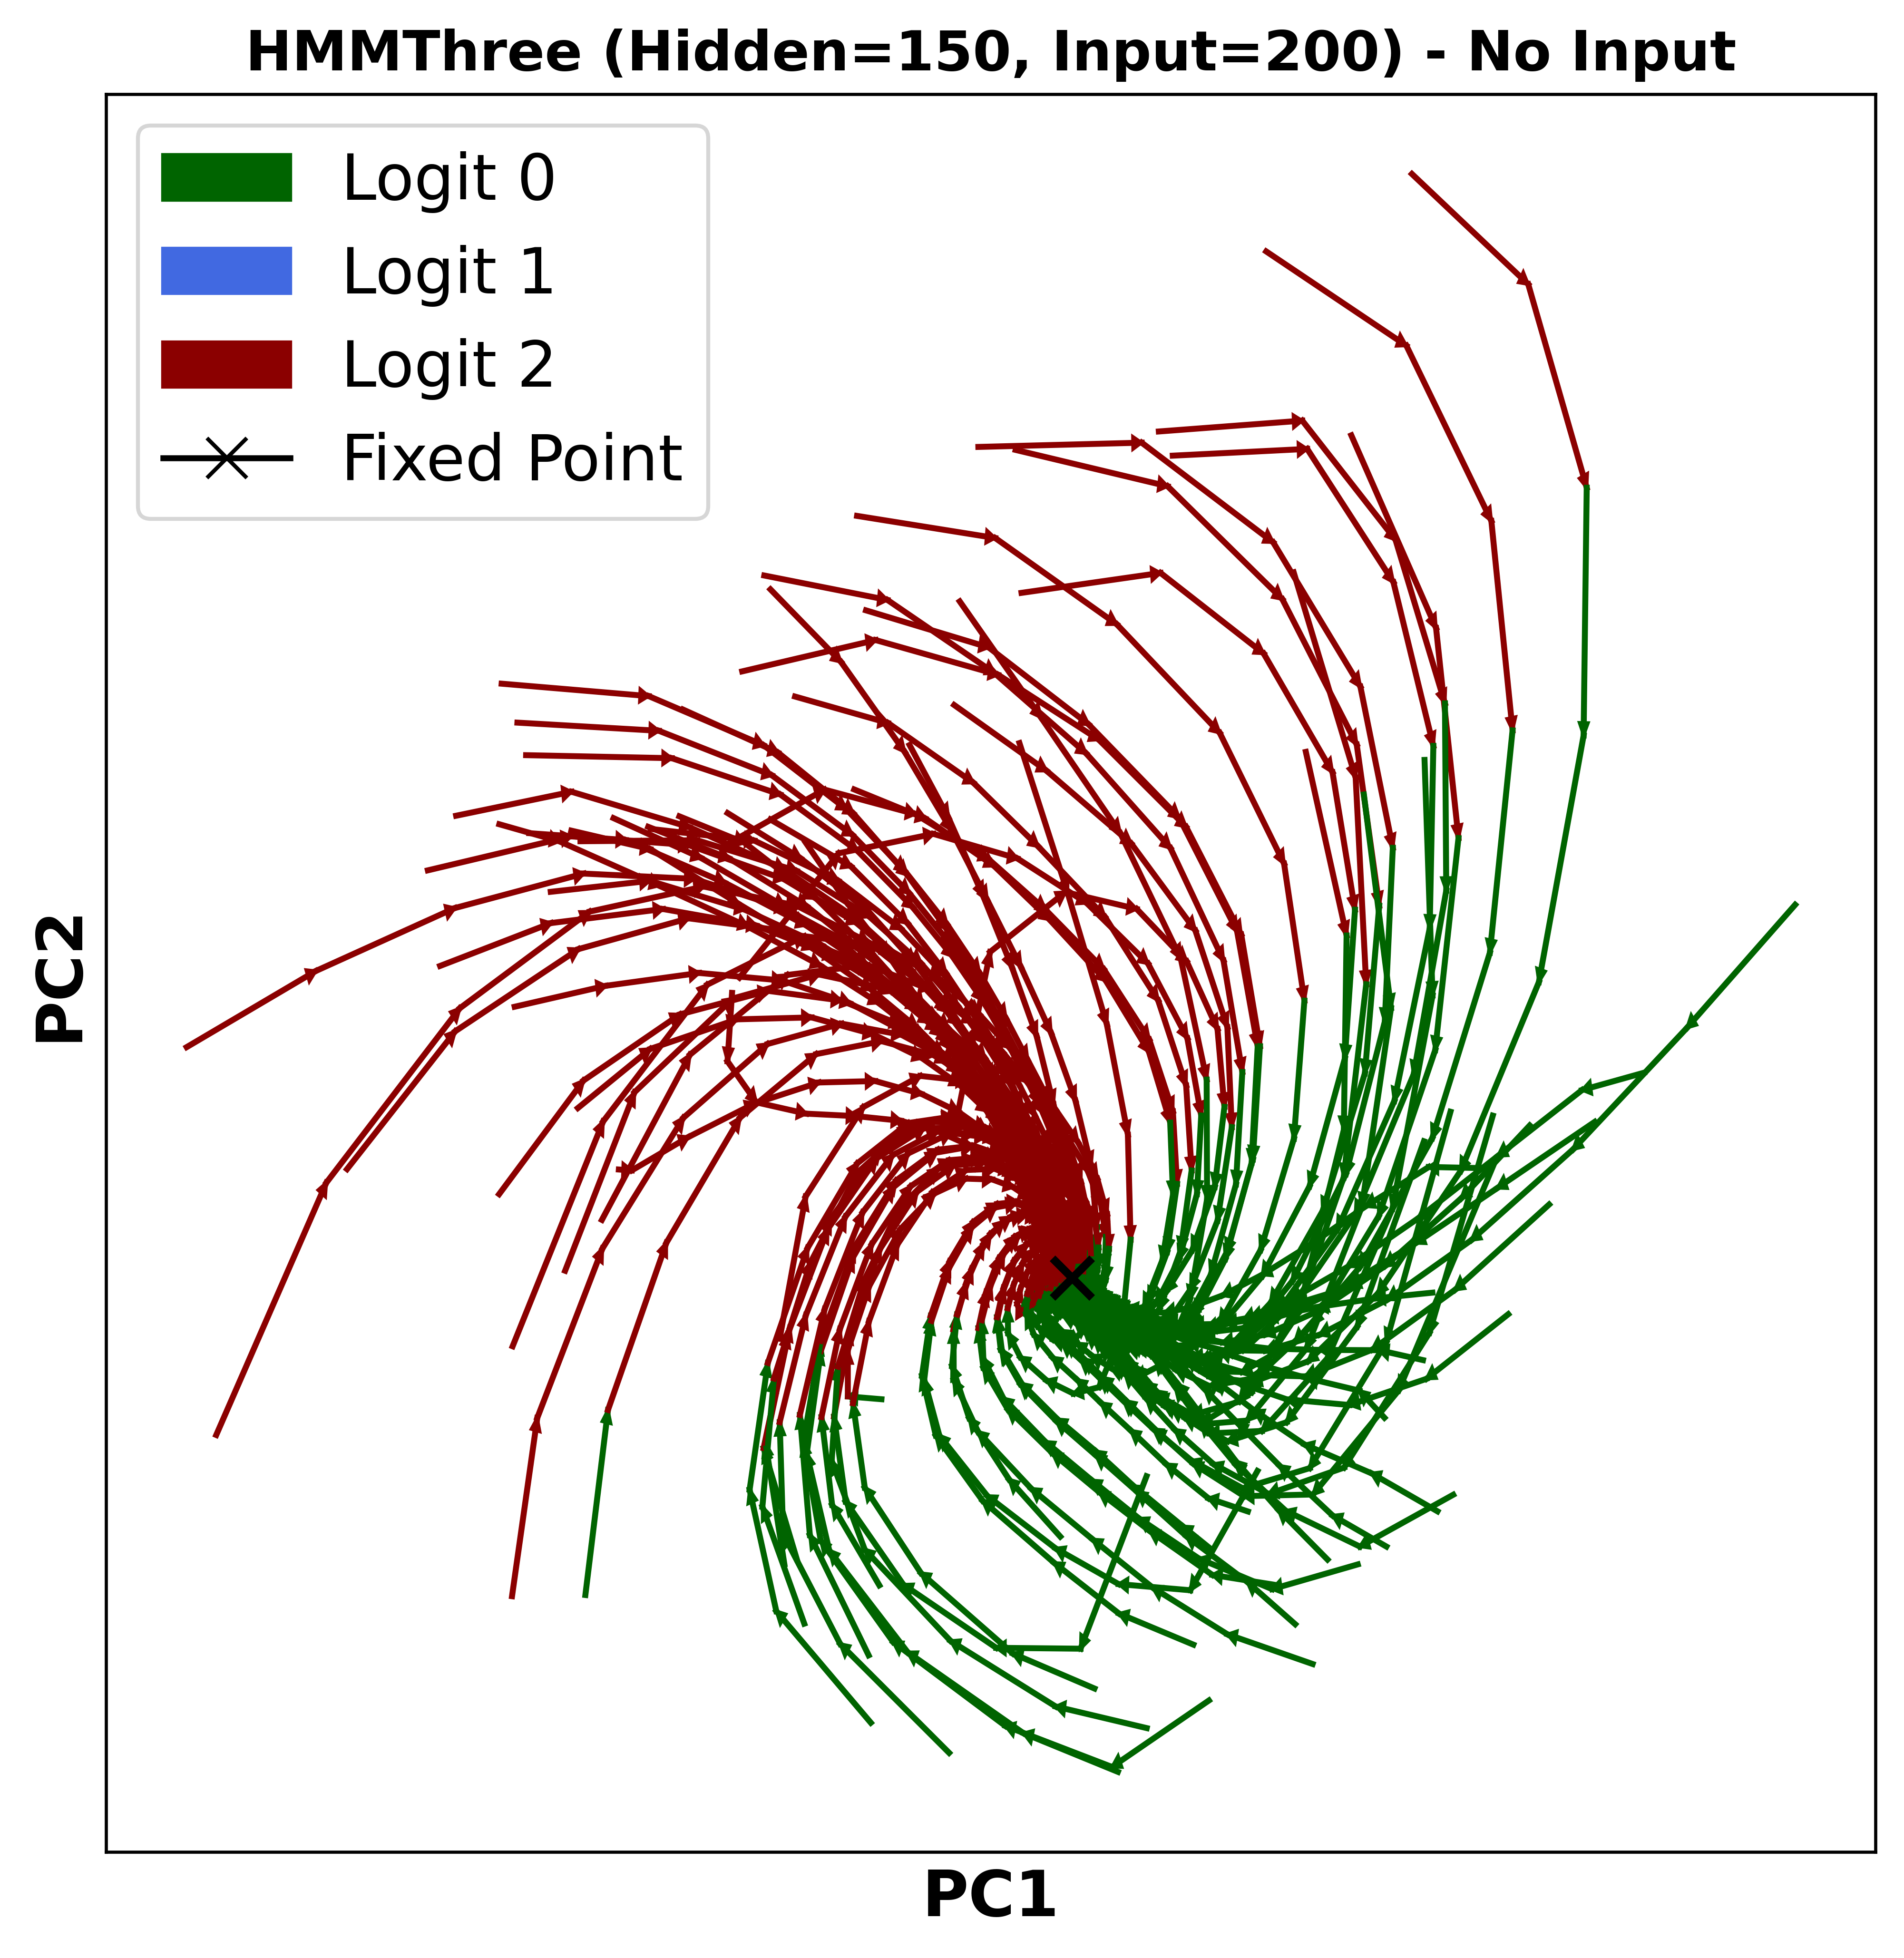 HMMThree (Hidden=150, Input=200) - No Input
Logit 0
Logit 1
Logit 2
Fixed Point
PC2
PC1